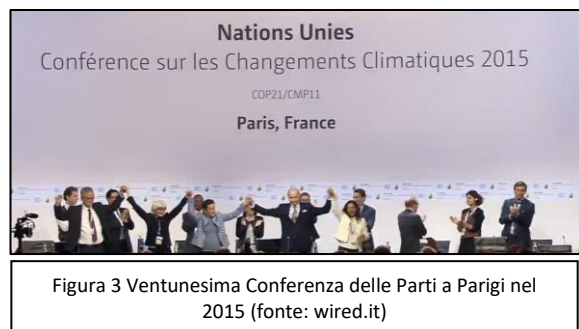 Nations Unies
Conférence sur les Changements Climatiques 2015
COP21/CMP11
Paris, France
Figura 3 Ventunesima Conferenza delle Parti a Parigi nel
2015 (fonte: wired.it)